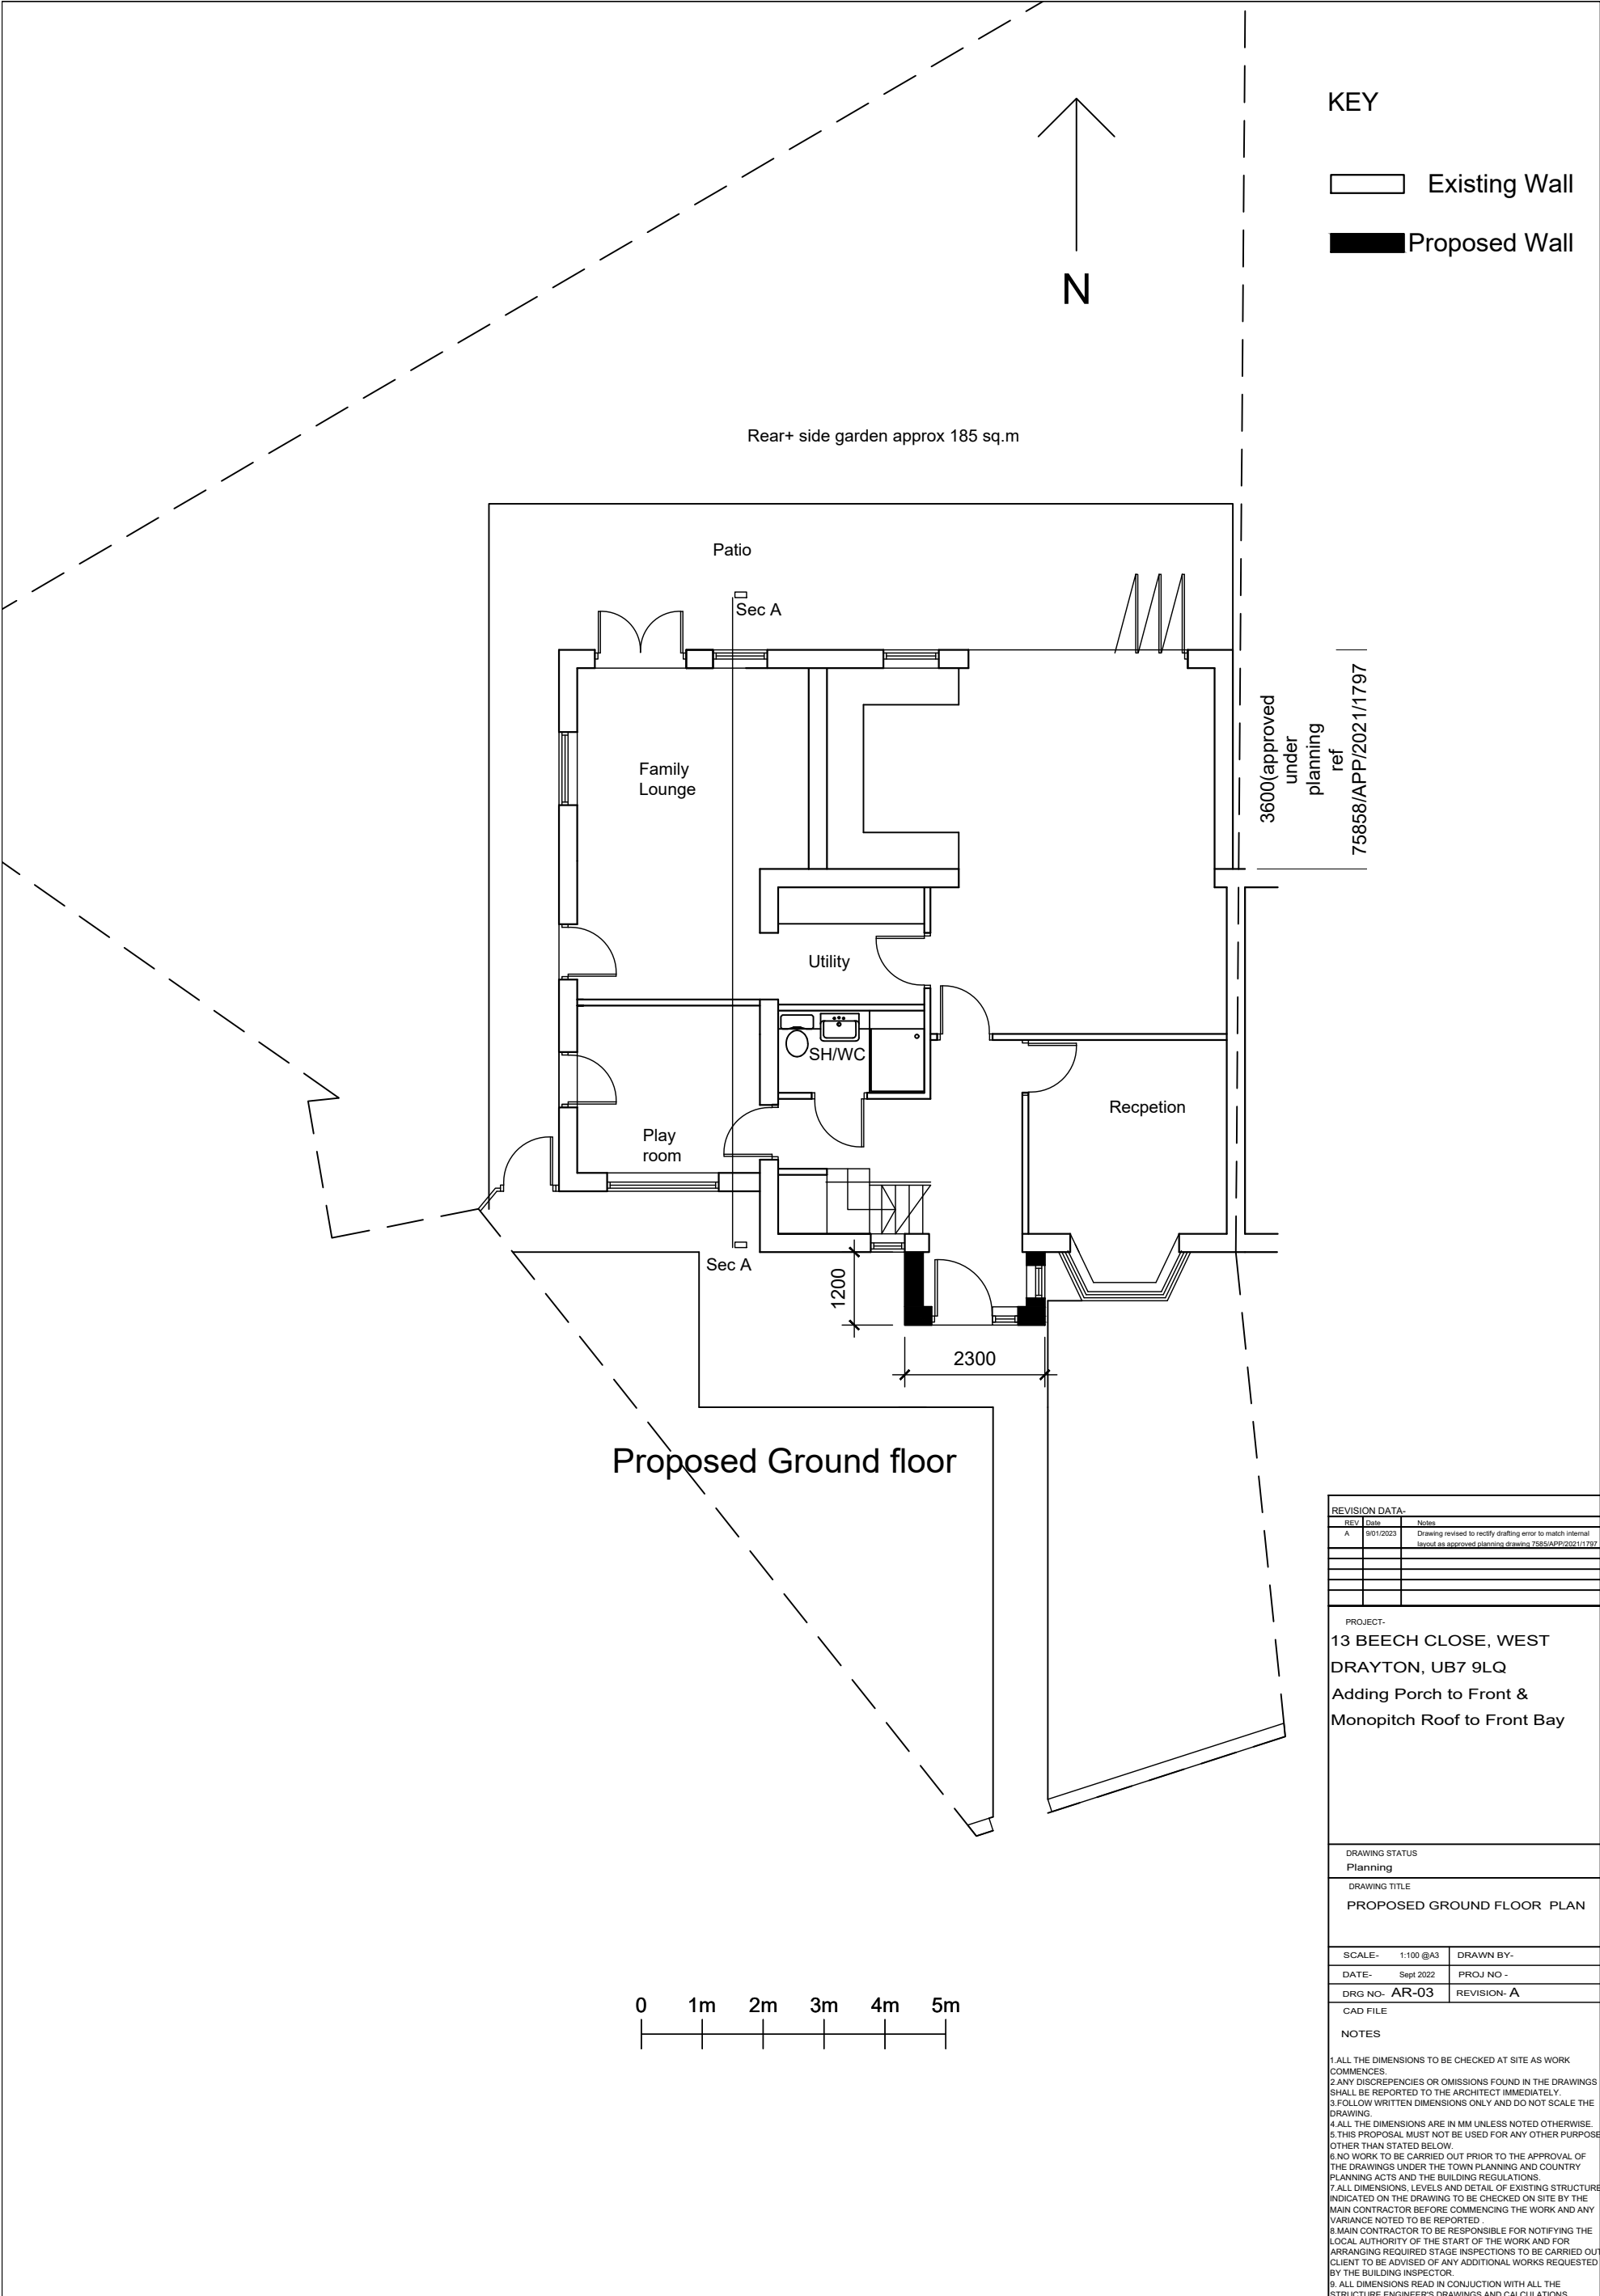 KEY
Existing Wall
Proposed Wall
N
Rear+ side garden approx 185 sq.m
Patio
Sec A
3600(approved
under
planning
ref
75858/APP/2021/1797
Family
Lounge
Utility
SH/WC
Recpetion
Play
room
Sec A
1200
2300
Proposed Ground floor
0 1m 2m 3m 4m 5m
REVISION DATA-
REV Date Notes
A 9/01/2023 Drawing revised to rectify drafting error to match internal
layout as approved planning drawing 7585/APP/2021/1797
PROJECT-
13 BEECH CLOSE, WEST
DRAYTON, UB7 9LQ
Adding Porch to Front &
Monopitch Roof to Front Bay
DRAWING STATUS
Planning
DRAWING TITLE
PROPOSED GROUND FLOOR PLAN
SCALE- 1:100 @A3 DRAWN BY-
DATE- Sept 2022 PROJ NO -
DRG NO- AR-03 REVISION- A
CAD FILE
NOTES
1.ALL THE DIMENSIONS TO BE CHECKED AT SITE AS WORK
COMMENCES.
2.ANY DISCREPENCIES OR OMISSIONS FOUND IN THE DRAWINGS
SHALL BE REPORTED TO THE ARCHITECT IMMEDIATELY.
3.FOLLOW WRITTEN DIMENSIONS ONLY AND DO NOT SCALE THE
DRAWING.
4.ALL THE DIMENSIONS ARE IN MM UNLESS NOTED OTHERWISE.
5.THIS PROPOSAL MUST NOT BE USED FOR ANY OTHER PURPOSE
OTHER THAN STATED BELOW.
6.NO WORK TO BE CARRIED OUT PRIOR TO THE APPROVAL OF
THE DRAWINGS UNDER THE TOWN PLANNING AND COUNTRY
PLANNING ACTS AND THE BUILDING REGULATIONS.
7.ALL DIMENSIONS, LEVELS AND DETAIL OF EXISTING STRUCTURE
INDICATED ON THE DRAWING TO BE CHECKED ON SITE BY THE
MAIN CONTRACTOR BEFORE COMMENCING THE WORK AND ANY
VARIANCE NOTED TO BE REPORTED .
8.MAIN CONTRACTOR TO BE RESPONSIBLE FOR NOTIFYING THE
LOCAL AUTHORITY OF THE START OF THE WORK AND FOR
ARRANGING REQUIRED STAGE INSPECTIONS TO BE CARRIED OUT
CLIENT TO BE ADVISED OF ANY ADDITIONAL WORKS REQUESTED
BY THE BUILDING INSPECTOR.
9. ALL DIMENSIONS READ IN CONJUCTION WITH ALL THE
STRUCTURE ENGINEER'S DRAWINGS AND CALCULATIONS